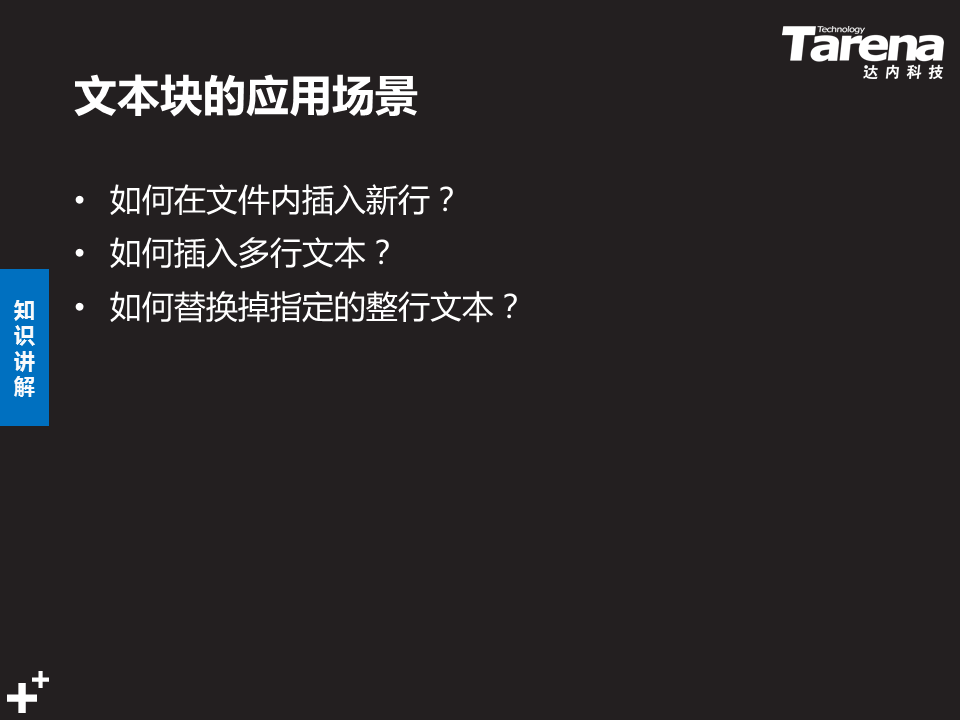 Technology
Tarena
达内科技
文本块的应用场景
• 如何在文件内插入新行？
• 如何插入多行文本？
• 如何替换掉指定的整行文本？
知识讲解